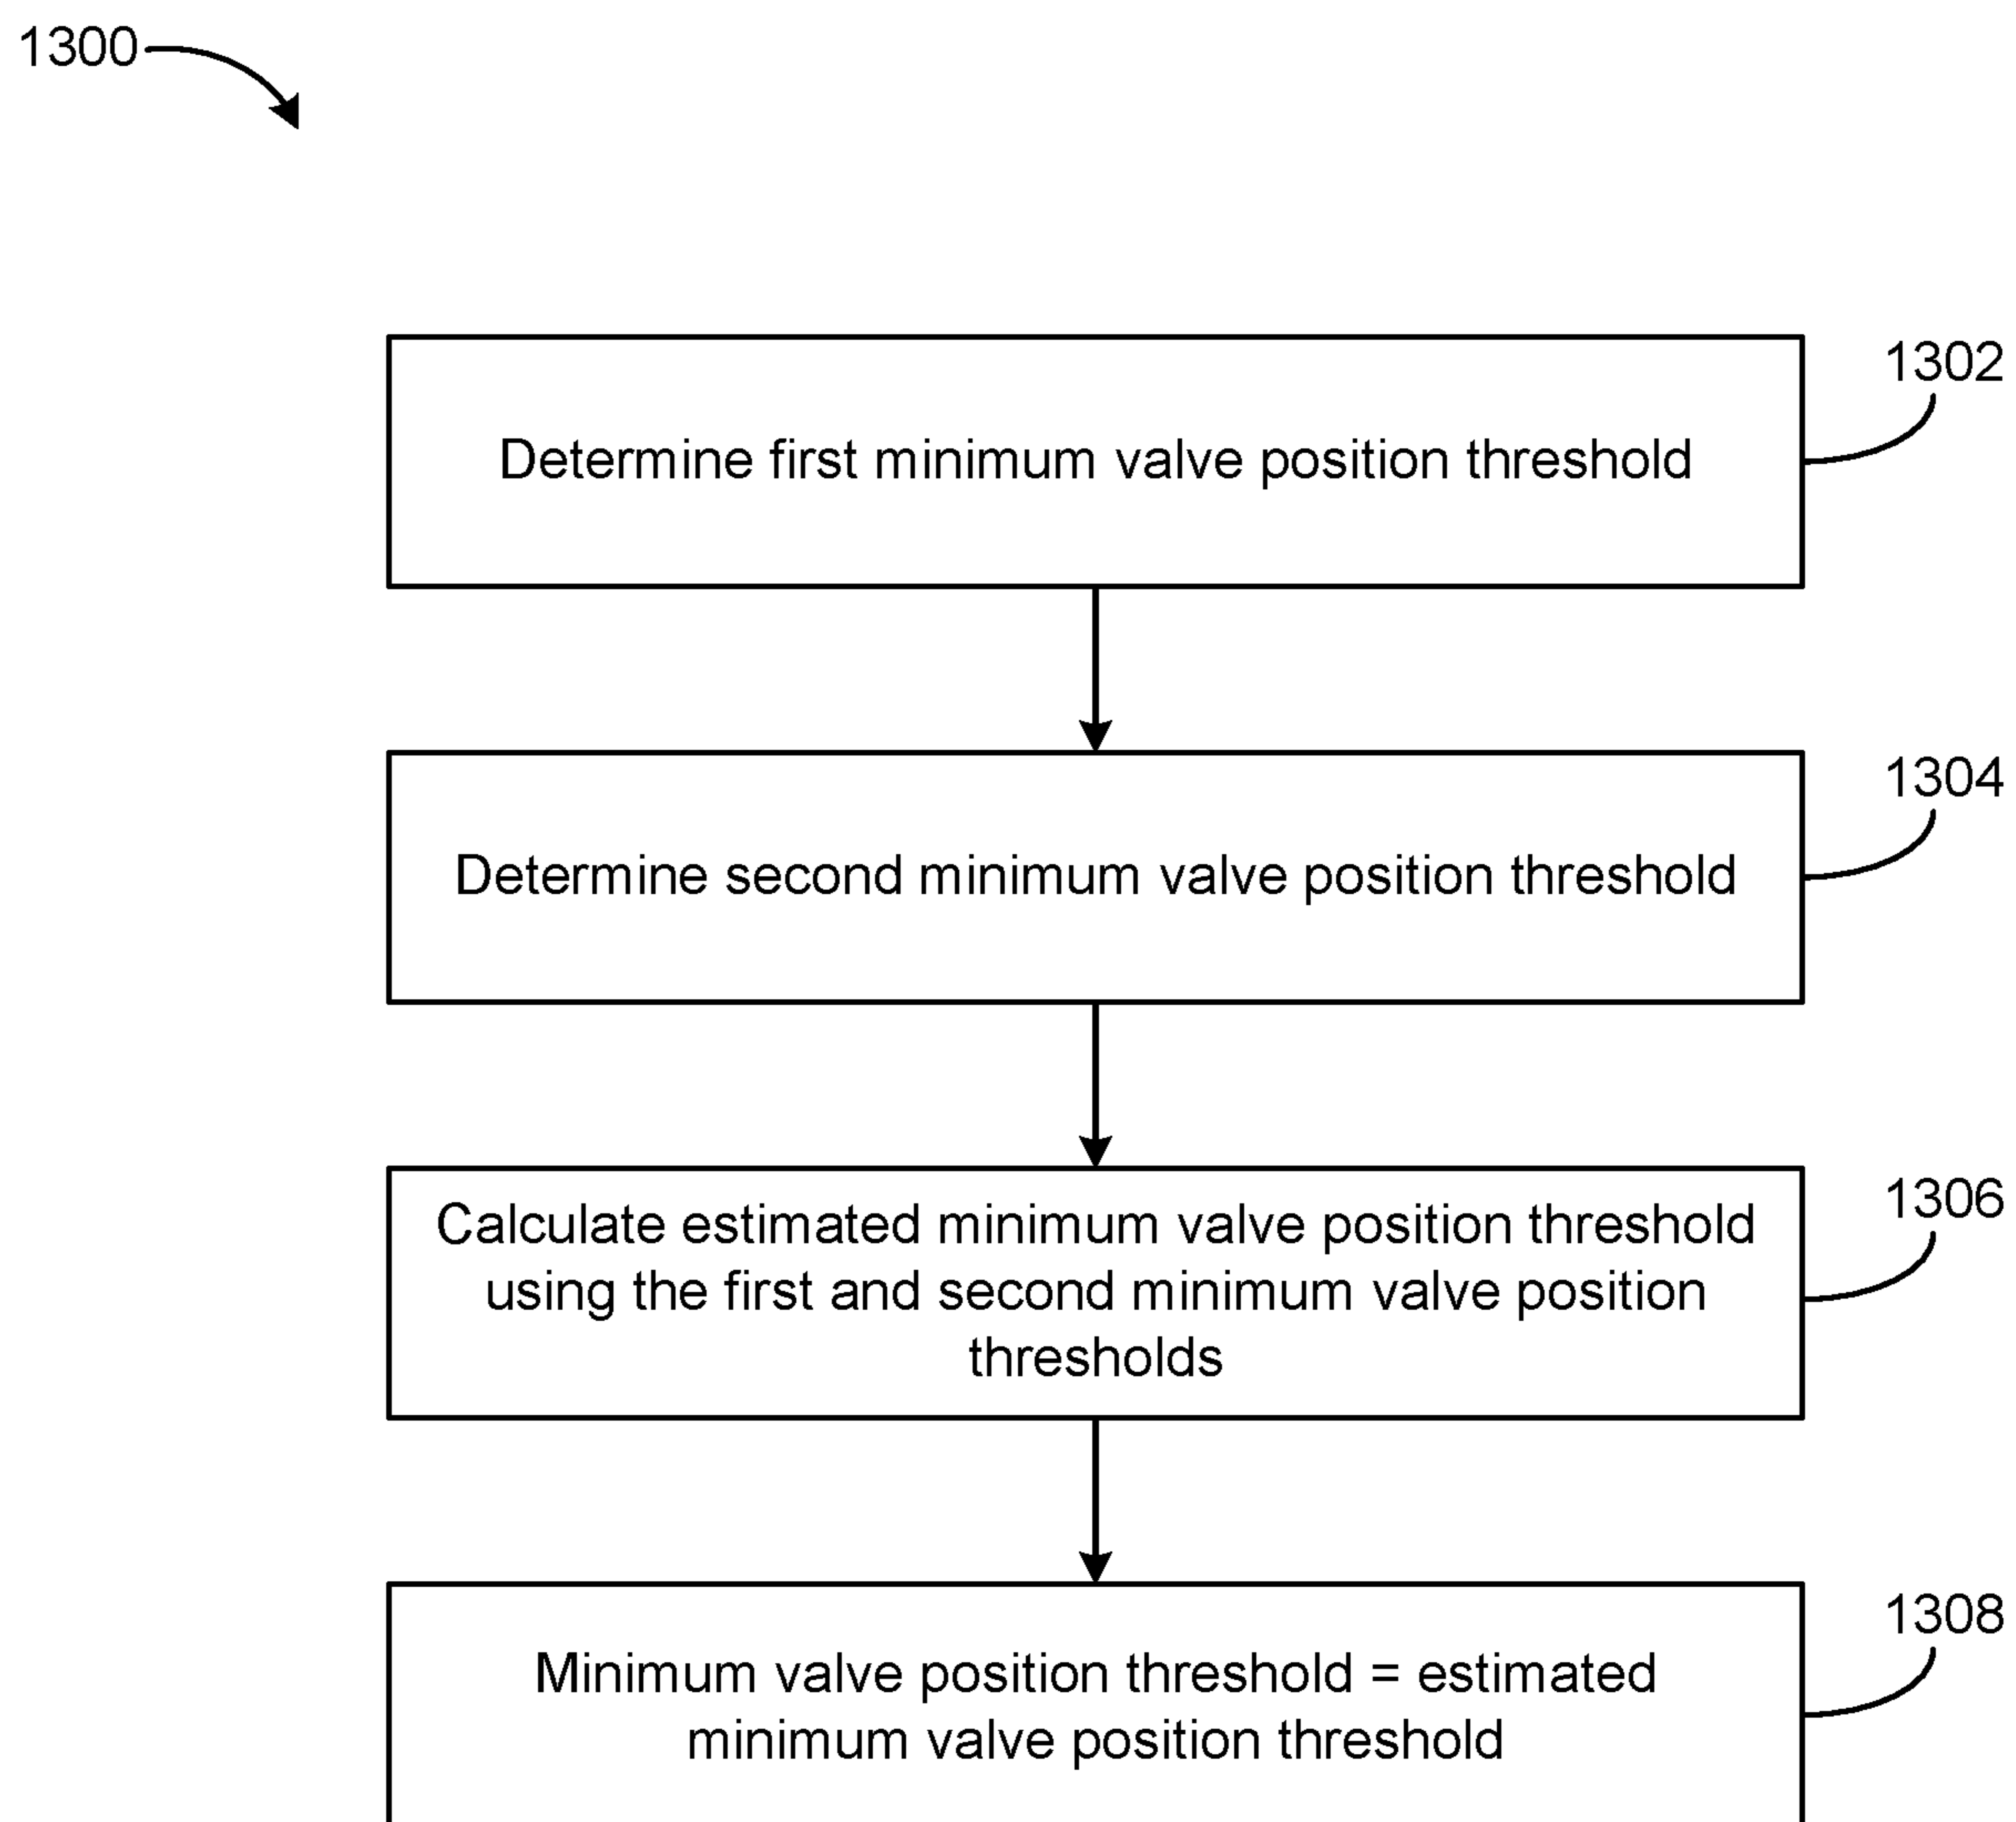 1300
1302
Determine first minimum valve position threshold
1304
Determine second minimum valve position threshold
1306
Calculate estimated minimum valve position threshold
using the first and second minimum valve position
thresholds
1308
Minimum valve position threshold = estimated
minimum valve position threshold